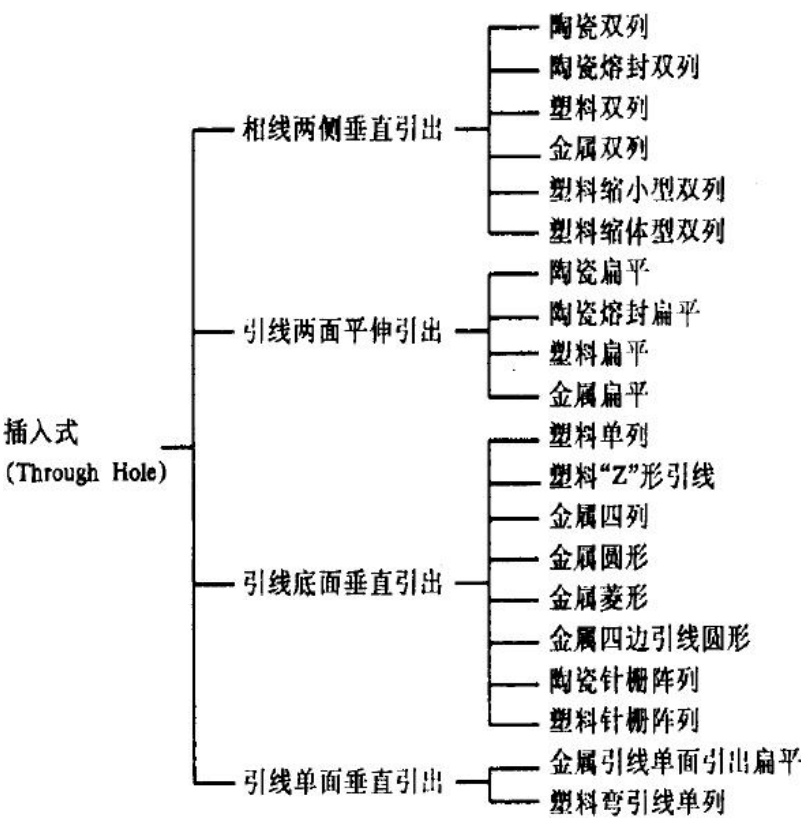 插入式
(Through Hole)
相线两侧垂直引出
陶瓷双列
陶瓷熔封双列
塑料双列
金属双列
塑料缩小型双列
塑料缩体型双列
引线两面平伸引出
陶瓷扁平
陶瓷熔封扁平
塑料扁平
金属扁平
引线底面垂直引出
塑料单列
塑料“Z”形引线
金属四列
金属圆形
金属菱形
金属四边引线圆形
陶瓷针栅阵列
塑料针栅阵列
引线单面垂直引出
金属引线单面引出扁平
塑料弯引线单列